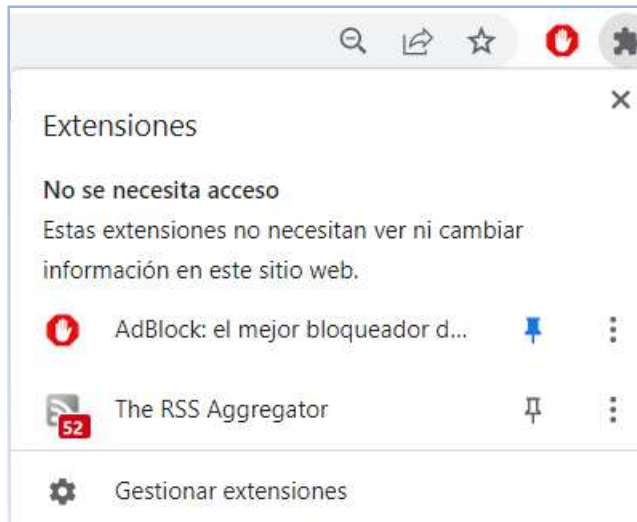 Extensiones
No se necesita acceso
Estas extensiones no necesitan ver ni cambiar
información en este sitio web.
AdBlock: el mejor bloqueador d...
The RSS Aggregator
52
Gestionar extensiones